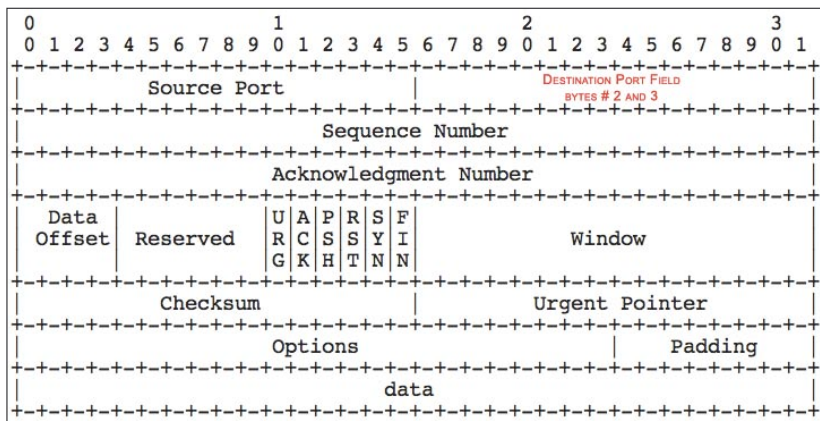 0                   1                   2                   3
 0 1 2 3 4 5 6 7 8 9 0 1 2 3 4 5 6 7 8 9 0 1 2 3 4 5 6 7 8 9 0 1
+-+-+-+-+-+-+-+-+-+-+-+-+-+-+-+-+-+-+-+-+-+-+-+-+-+-+-+-+-+-+-+-+
|          Source Port          | Destination Port Field        |
bytes # 2 and 3
+-+-+-+-+-+-+-+-+-+-+-+-+-+-+-+-+-+-+-+-+-+-+-+-+-+-+-+-+-+-+-+-+
|                        Sequence Number                        |
+-+-+-+-+-+-+-+-+-+-+-+-+-+-+-+-+-+-+-+-+-+-+-+-+-+-+-+-+-+-+-+-+
|                    Acknowledgment Number                      |
+-+-+-+-+-+-+-+-+-+-+-+-+-+-+-+-+-+-+-+-+-+-+-+-+-+-+-+-+-+-+-+-+
|  Data |           |U|A|P|R|S|F|                               |
| Offset| Reserved  |R|C|S|S|Y|I|            Window             |
|       |           |G|K|H|T|N|N|                               |
+-+-+-+-+-+-+-+-+-+-+-+-+-+-+-+-+-+-+-+-+-+-+-+-+-+-+-+-+-+-+-+-+
|           Checksum            |         Urgent Pointer        |
+-+-+-+-+-+-+-+-+-+-+-+-+-+-+-+-+-+-+-+-+-+-+-+-+-+-+-+-+-+-+-+-+
|                    Options                    |    Padding    |
+-+-+-+-+-+-+-+-+-+-+-+-+-+-+-+-+-+-+-+-+-+-+-+-+-+-+-+-+-+-+-+-+
|                             data                              |
+-+-+-+-+-+-+-+-+-+-+-+-+-+-+-+-+-+-+-+-+-+-+-+-+-+-+-+-+-+-+-+-+